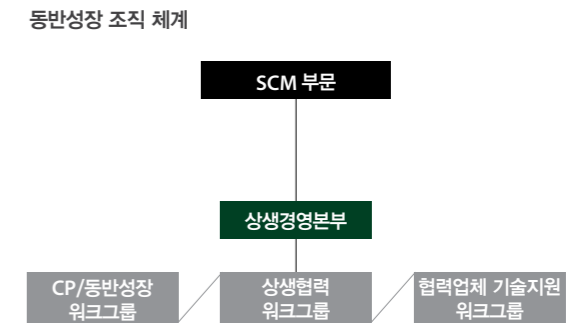 동반성장 조직 체계
SCM 부문
상생경영본부
CP/동반성장
워크그룹
상생협력
워크그룹
협력업체 기술지원
워크그룹